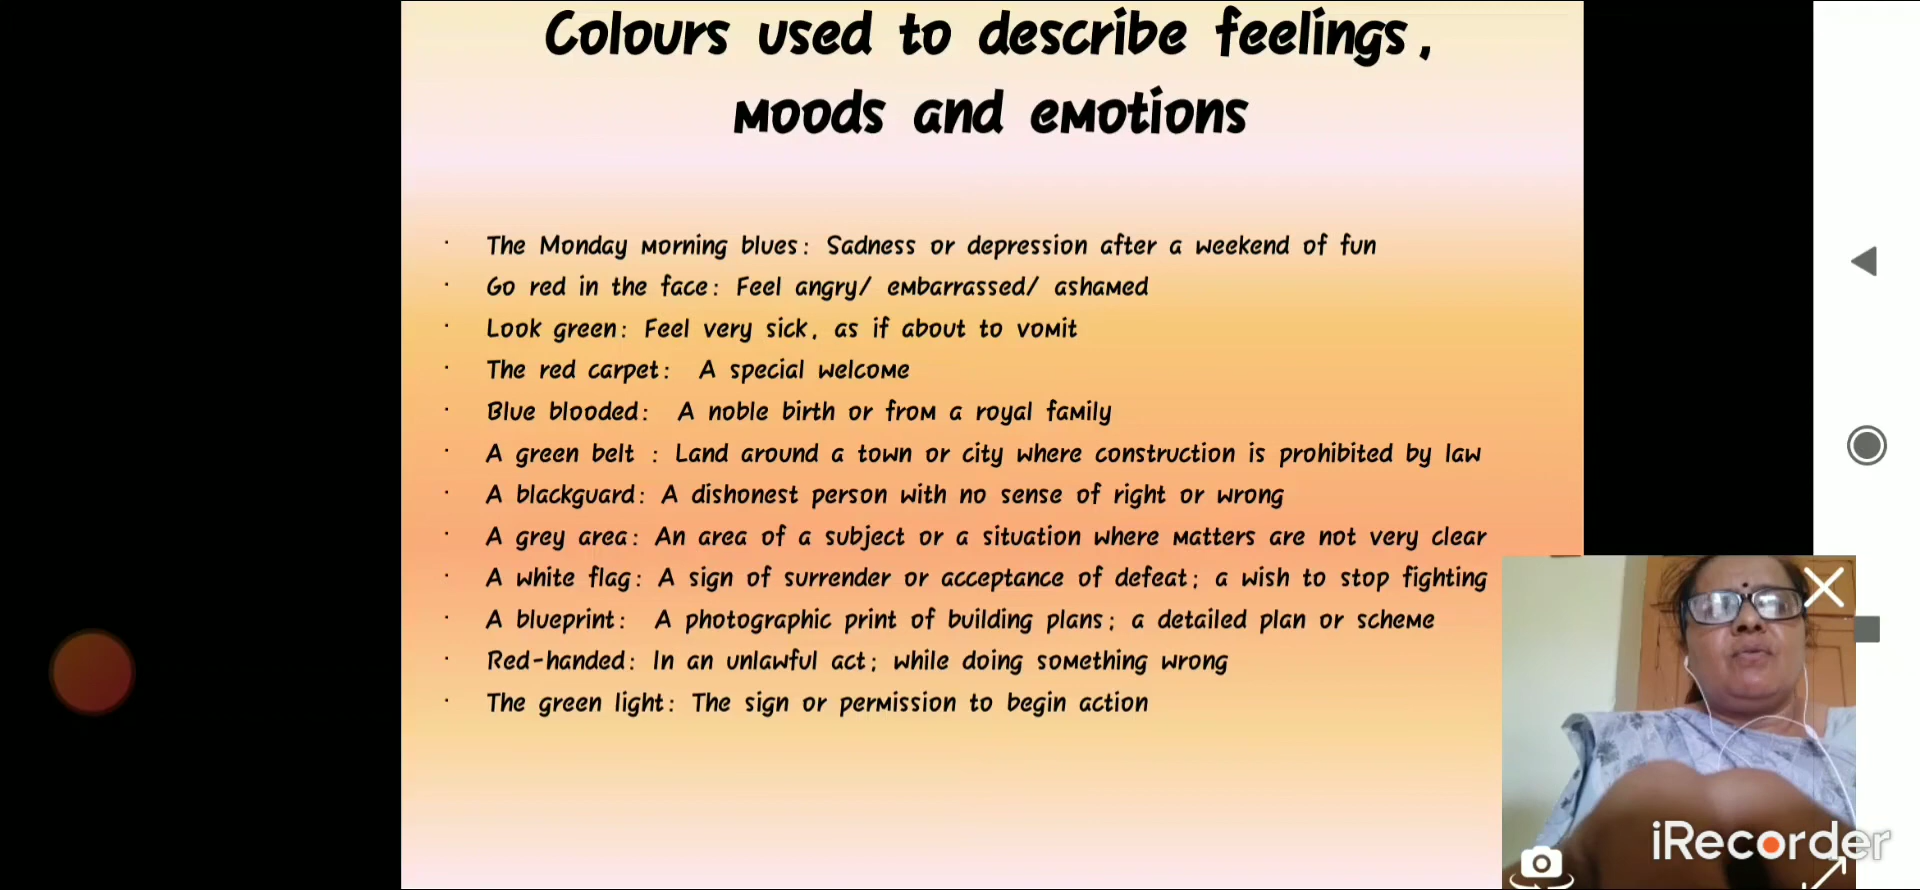 Colours used to describe feelings,
moods and emotions
· The Monday morning blues: Sadness or depression after a weekend of fun
· Go red in the face: Feel angry/ embarrassed/ ashamed
· Look green: Feel very sick, as if about to vomit
· The red carpet: A special welcome
· Blue blooded: A noble birth or from a royal family
· A green belt : Land around a town or city where construction is prohibited by law
· A blackguard: A dishonest person with no sense of right or wrong
· A grey area: An area of a subject or a situation where matters are not very clear
· A white flag: A sign of surrender or acceptance of defeat; a wish to stop fighting
· A blueprint: A photographic print of building plans; a detailed plan or scheme
· Red-handed: In an unlawful act; while doing something wrong
· The green light: The sign or permission to begin action
iRecorder